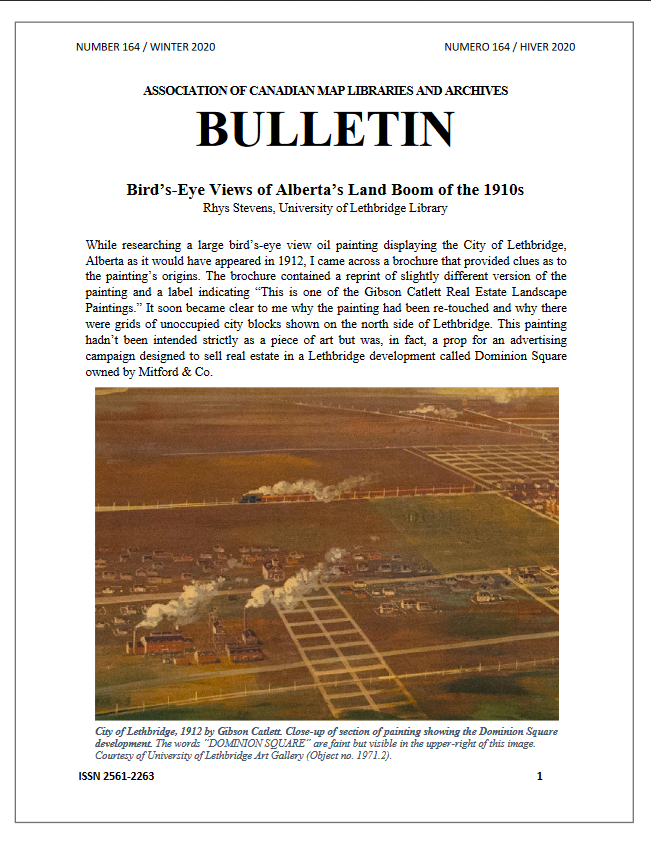 NUMBER 164 / WINTER 2020 NUMERO 164 / HIVER 2020
ASSOCIATION OF CANADIAN MAP LIBRARIES AND ARCHIVES
BULLETIN
Bird’s-Eye Views of Alberta’s Land Boom of the 1910s
Rhys Stevens, University of Lethbridge Library
While researching a large bird’s-eye view oil painting displaying the City of Lethbridge,
Alberta as it would have appeared in 1912, I came across a brochure that provided clues as to
the painting’s origins. The brochure contained a reprint of slightly different version of the
painting and a label indicating “This is one of the Gibson Catlett Real Estate Landscape
Paintings.” It soon became clear to me why the painting had been re-touched and why there
were grids of unoccupied city blocks shown on the north side of Lethbridge. This painting
hadn’t been intended strictly as a piece of art but was, in fact, a prop for an advertising
campaign designed to sell real estate in a Lethbridge development called Dominion Square
owned by Mitford & Co.
City of Lethbridge, 1912 by Gibson Catlett. Close-up of section of painting showing the Dominion Square
development. The words "DOMINION SQUARE" are faint but visible in the upper-right of this image.
Courtesy of University of Lethbridge Art Gallery (Object no. 1971.2).
ISSN 2561-2263 1